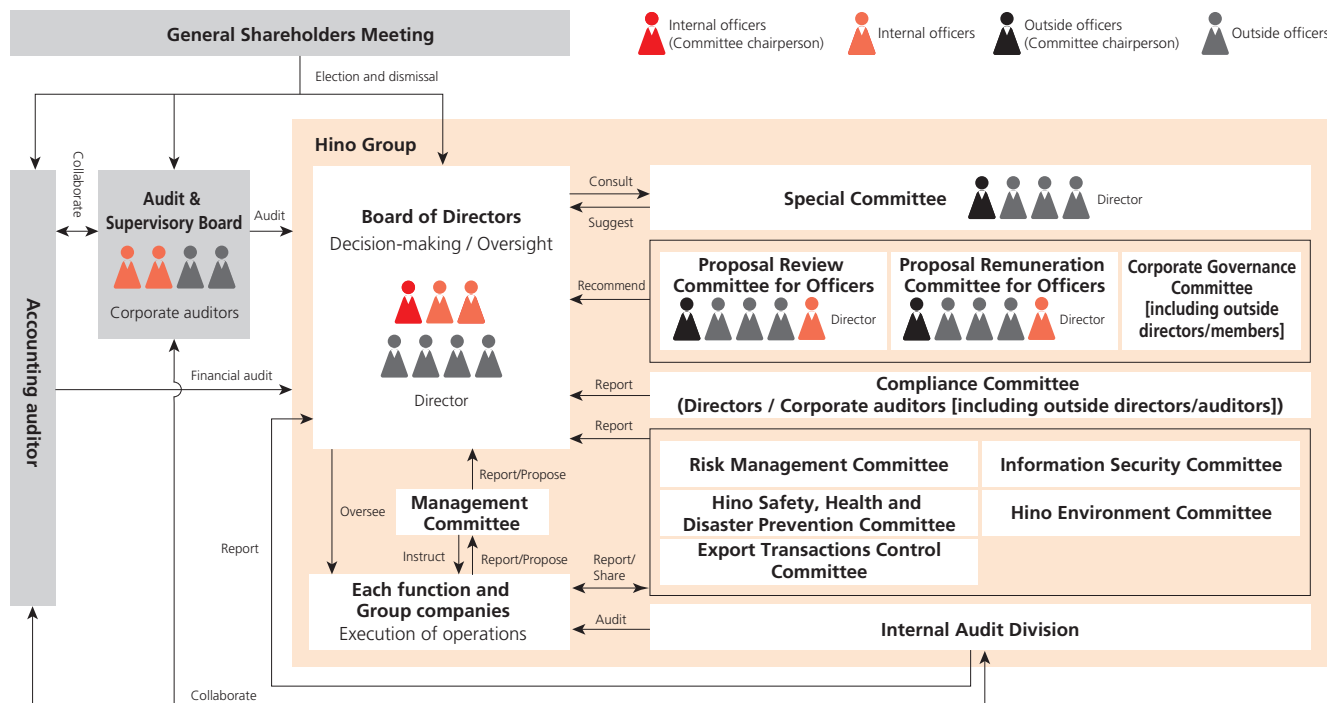 General Shareholders Meeting
Internal officers
(Committee chairperson)
Internal officers
Outside officers
(Committee chairperson)
Outside officers
Election and dismissal
Hino Group
Collaborate
Audit &
Supervisory Board
Corporate auditors
Audit
Accounting auditor
Financial audit
Board of Directors
Decision-making / Oversight
Director
Consult
Suggest
Special Committee
Director
Recommend
Proposal Review
Committee for Officers
Director
Proposal Remuneration
Committee for Officers
Director
Corporate Governance
Committee
[including outside
directors/members]
Report
Compliance Committee
(Directors / Corporate auditors [including outside directors/auditors])
Report
Risk Management Committee
Information Security Committee
Hino Safety, Health and
Disaster Prevention Committee
Hino Environment Committee
Export Transactions Control
Committee
Report/Propose
Management
Committee
Oversee
Instruct
Report/Propose
Report
Report/
Share
Each function and
Group companies
Execution of operations
Audit
Internal Audit Division
Collaborate